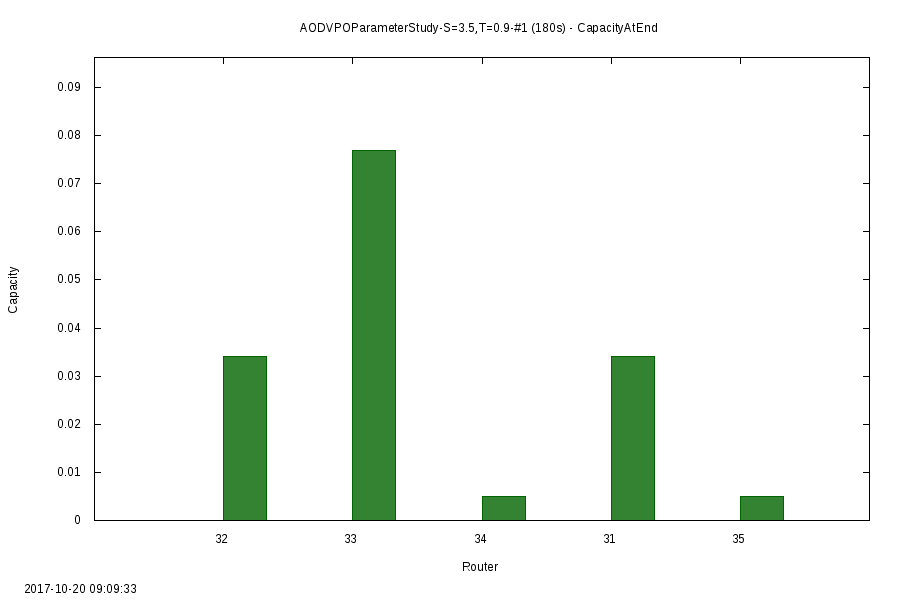 AODVPOParameterStudy-S=3.5,T=0.9-#1 (180s) - CapacityAtEnd
0.09
0.08
0.07
0.06
0.05
0.04
0.03
0.02
0.01
0
Capacity
32 33 34 31 35
Router
2017-10-20 09:09:33